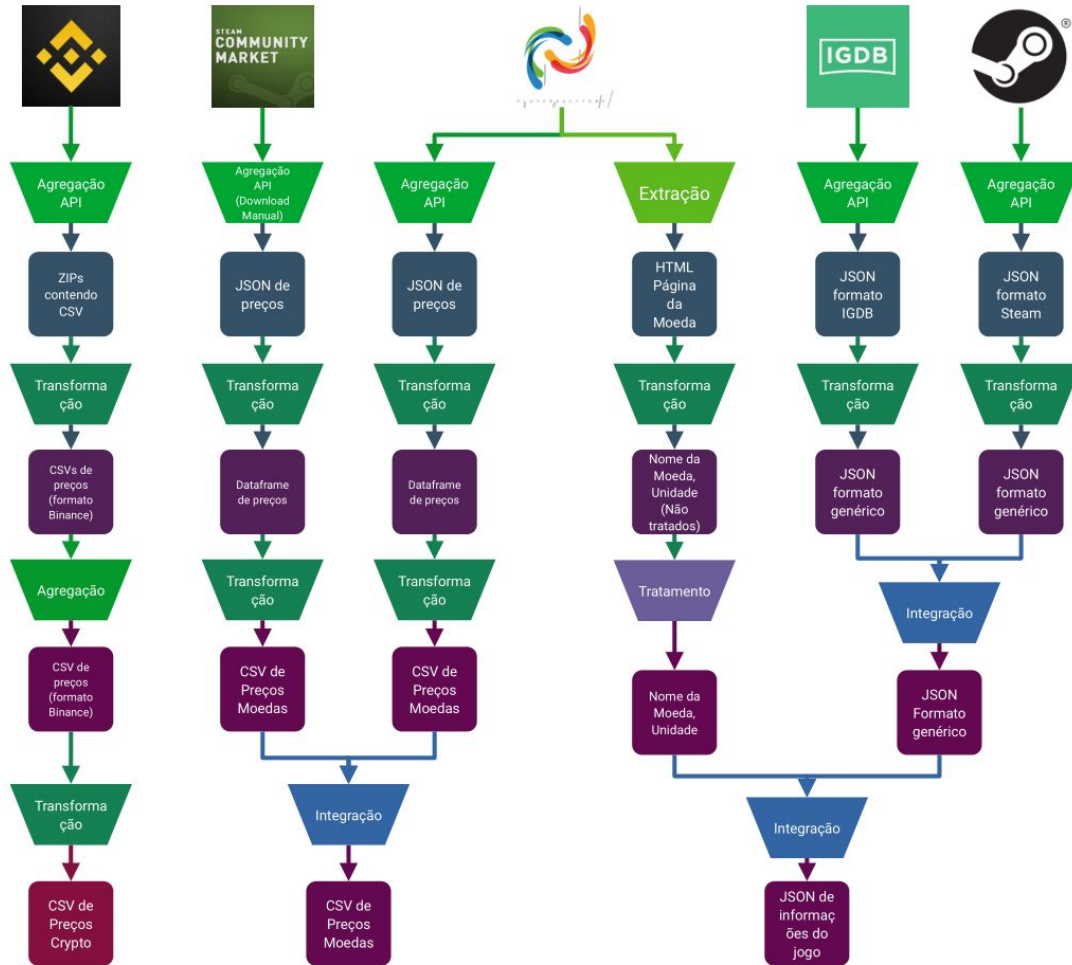 STEAM
COMMUNITY
MARKET
IGDB
®
Agregação
API
Agregação
API
(Download
Manual)
Agregação
API
Extração
Agregação
API
Agregação
API
ZIPs
contendo
CSV
JSON de
preços
JSON de
preços
HTML
Página
da
Moeda
JSON
formato
IGDB
JSON
formato
Steam
Transforma
ção
Transforma
ção
Transforma
ção
Transforma
ção
Transforma
ção
Transforma
ção
CSVs de
preços
(formato
Binance)
Dataframe
de preços
Dataframe
de preços
Nome da
Moeda,
Unidade
(Não
tratados)
JSON
formato
genérico
JSON
formato
genérico
Agregação
Transforma
ção
Transforma
ção
Tratamento
Integração
CSV de
preços
(formato
Binance)
CSV de
Preços
Moedas
CSV de
Preços
Moedas
Nome da
Moeda,
Unidade
JSON
Formato
genérico
Transforma
ção
Integração
Integração
CSV de
Preços
Crypto
CSV de
Preços
Moedas
JSON de
informaç
ões do
jogo